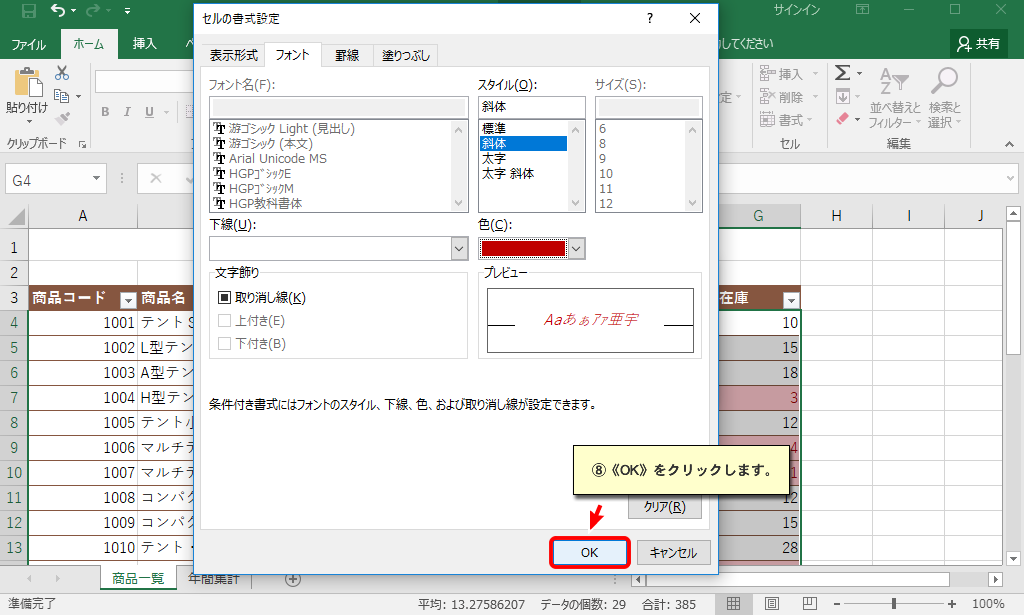 サインイン
ファイル
ホーム
挿入
してください
共有
貼り付け
クリップボード
B I U
挿入
削除
書式
セル
並べ替えと
フィルター
検索と
選択
編集
G4
セルの書式設定
?
表示形式
フォント
罫線
塗りつぶし
フォント名(F):
スタイル(O):
サイズ(S):
斜体
游ゴシック Light (見出し)
游ゴシック (本文)
Arial Unicode MS
HGPゴシックE
HGPゴシックM
HGP教科書体
標準
斜体
太字
太字 斜体
6
8
9
10
11
12
下線(U):
色(C):
文字飾り
取り消し線(K)
上付き(E)
下付き(B)
プレビュー
Aaあぁアァ亜宇
条件付き書式にはフォントのスタイル、下線、色、および取り消し線が設定できます。
⑧《OK》をクリックします。
クリア(R)
OK
キャンセル
A G H I J
1
2
3 商品コード 商品名 在庫
4 1001 テント 10
5 1002 L型テン 15
6 1003 A型テン 18
7 1004 H型テン 3
8 1005 テント 12
9 1006 マルチ 4
10 1007 マルチ 1
11 1008 コンパク 12
12 1009 コンパク 15
13 1010 テント・ 28
商品一覧
年間集計
準備完了
平均: 13.27586207 データの個数: 29 合計: 385
100%